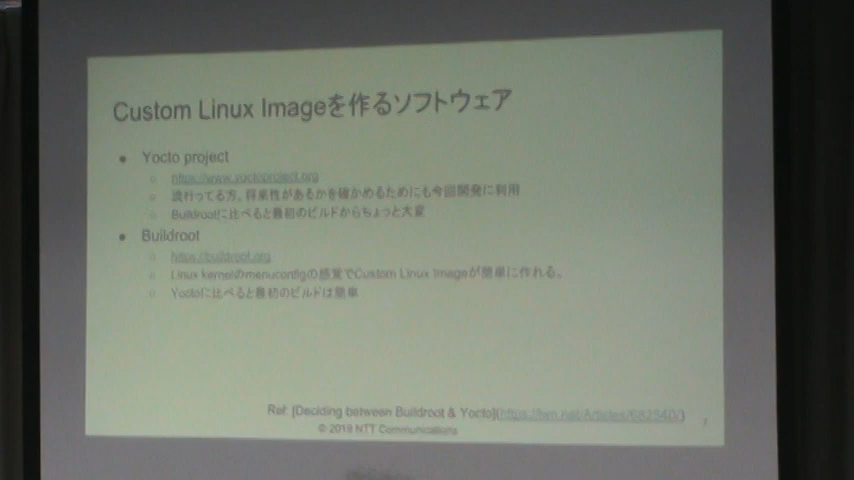 Custom Linux Imageを作るソフトウェア
● Yocto project
○ https://www.yoctoproject.org
○ 流行ってる方。将来性があるかを確かめるためにも今回開発に利用
○ Buildrootに比べると最初のビルドからちょっと大変
● Buildroot
○ https://buildroot.org
○ Linux kernelのmenuconfigの感覚でCustom Linux Imageが簡単に作れる。
○ Yoctoに比べると最初のビルドは簡単
Ref: [Deciding between Buildroot & Yocto](https://lwn.net/Articles/682540/)
© 2019 NTT Communications
7